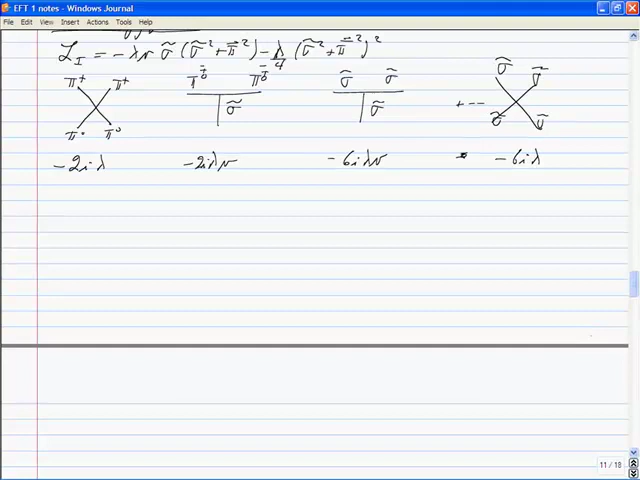 EFT 1 notes - Windows Journal
File Edit View Insert Actions Tools Help
ℒ_I = -λv σ̃ (σ̃² + π⃗²) - λ/4 (σ̃² + π⃗²)²
π⁺ π⁺ σ̃ σ̃ σ̃
σ̃ σ̃ + ---
π⁰ π⁰
-2iλ -2iλv -6iλv -6iλ
11 / 18